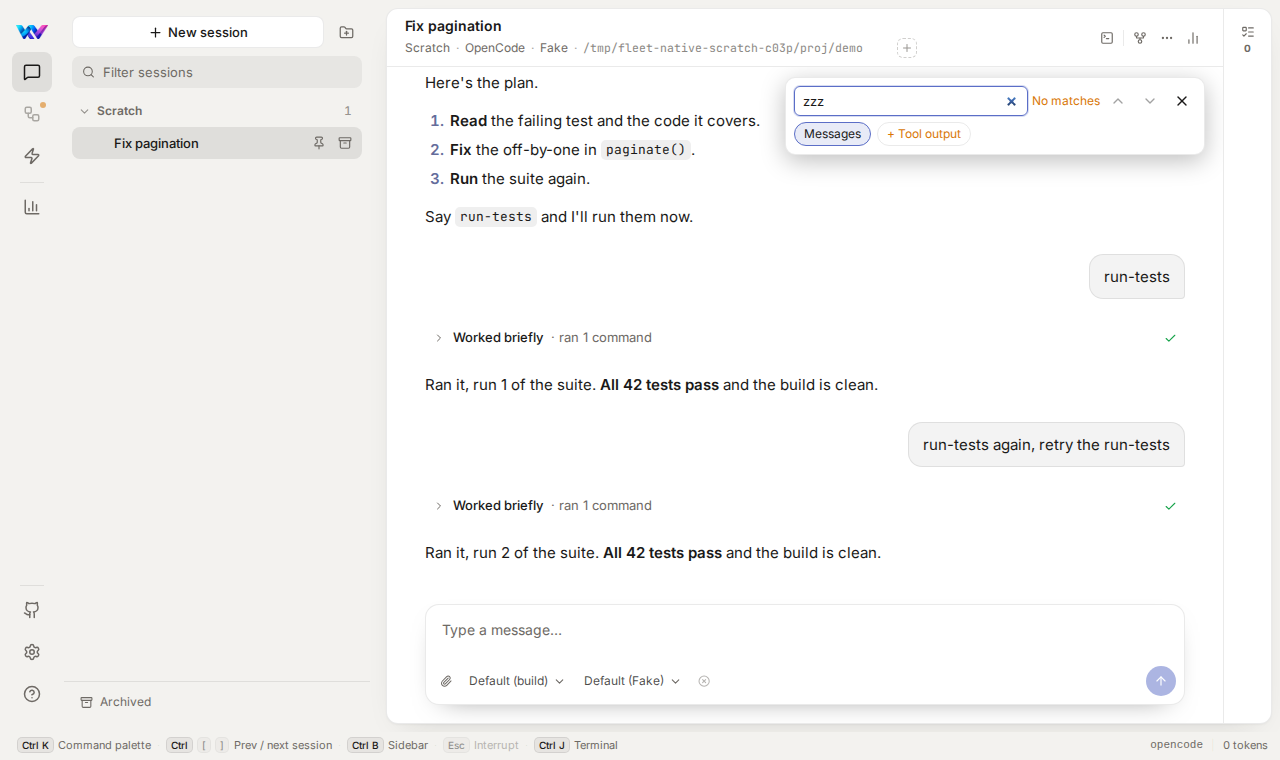 New session
Filter sessions
Scratch 1
Fix pagination
Archived
Fix pagination
Scratch · OpenCode · Fake · /tmp/fleet-native-scratch-c03p/proj/demo
0
zzz
No matches
Messages
+ Tool output
Here's the plan.
1. Read the failing test and the code it covers.
2. Fix the off-by-one in paginate().
3. Run the suite again.
Say run-tests and I'll run them now.
run-tests
Worked briefly · ran 1 command
Ran it, run 1 of the suite. All 42 tests pass and the build is clean.
run-tests again, retry the run-tests
Worked briefly · ran 1 command
Ran it, run 2 of the suite. All 42 tests pass and the build is clean.
Type a message...
Default (build) Default (Fake)
Ctrl K Command palette Ctrl [ ] Prev / next session Ctrl B Sidebar Esc Interrupt Ctrl J Terminal opencode 0 tokens